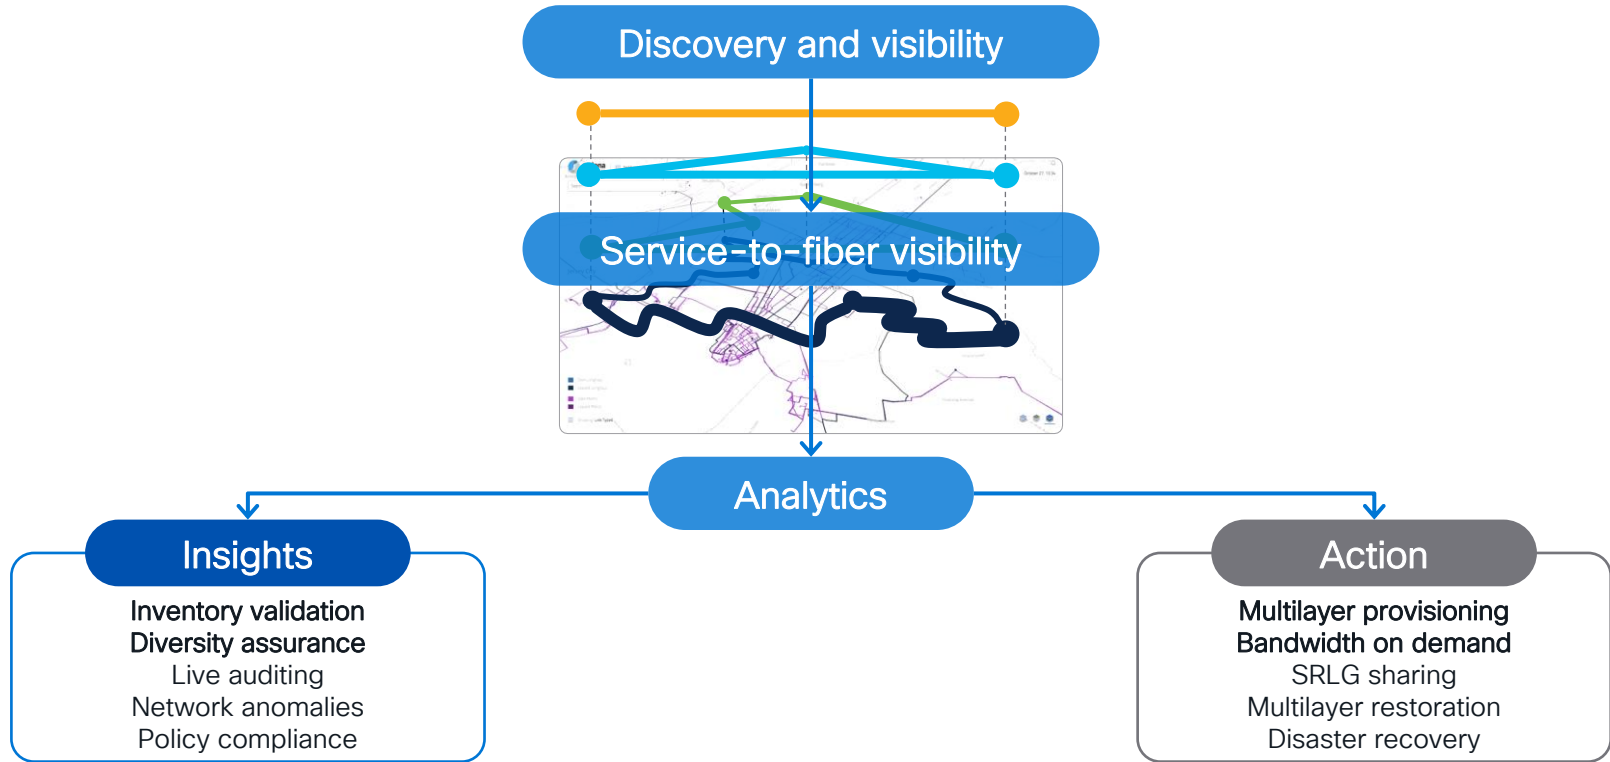 Discovery and visibility
Service-to-fiber visibility
Analytics
Insights
Inventory validation
Diversity assurance
Live auditing
Network anomalies
Policy compliance
Action
Multilayer provisioning
Bandwidth on demand
SRLG sharing
Multilayer restoration
Disaster recovery